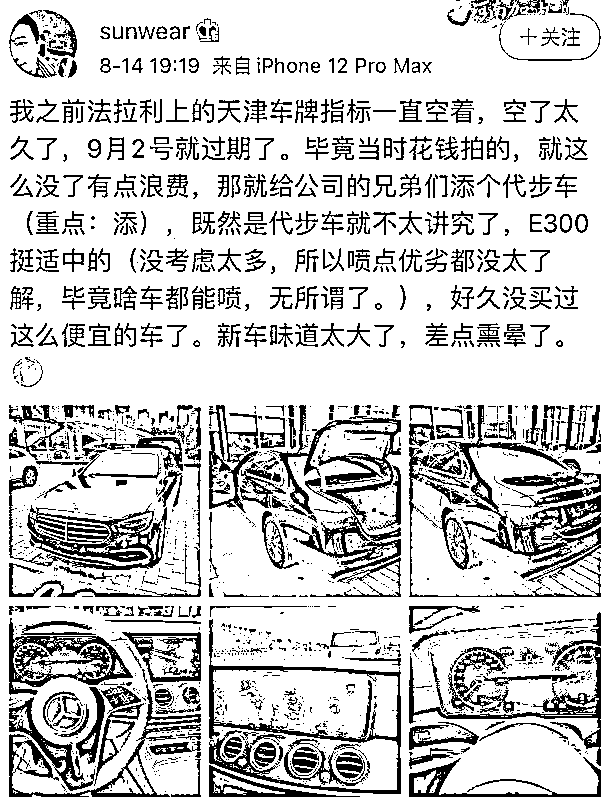 sunwear
+关注
8-14 19:19 来自 iPhone 12 Pro Max
我之前法拉利上的天津车牌指标一直空着，空了太
久了，9月2号就过期了。毕竟当时花钱拍的，就这
么没了有点浪费，那就给公司的兄弟们添个代步车
（重点：添），既然是代步车就不太讲究了，E300
挺适中的（没考虑太多，所以喷点优劣都没太了
解，毕竟啥车都能喷，无所谓了。），好久没买过
这么便宜的车了。新车味道太大了，差点熏晕了。